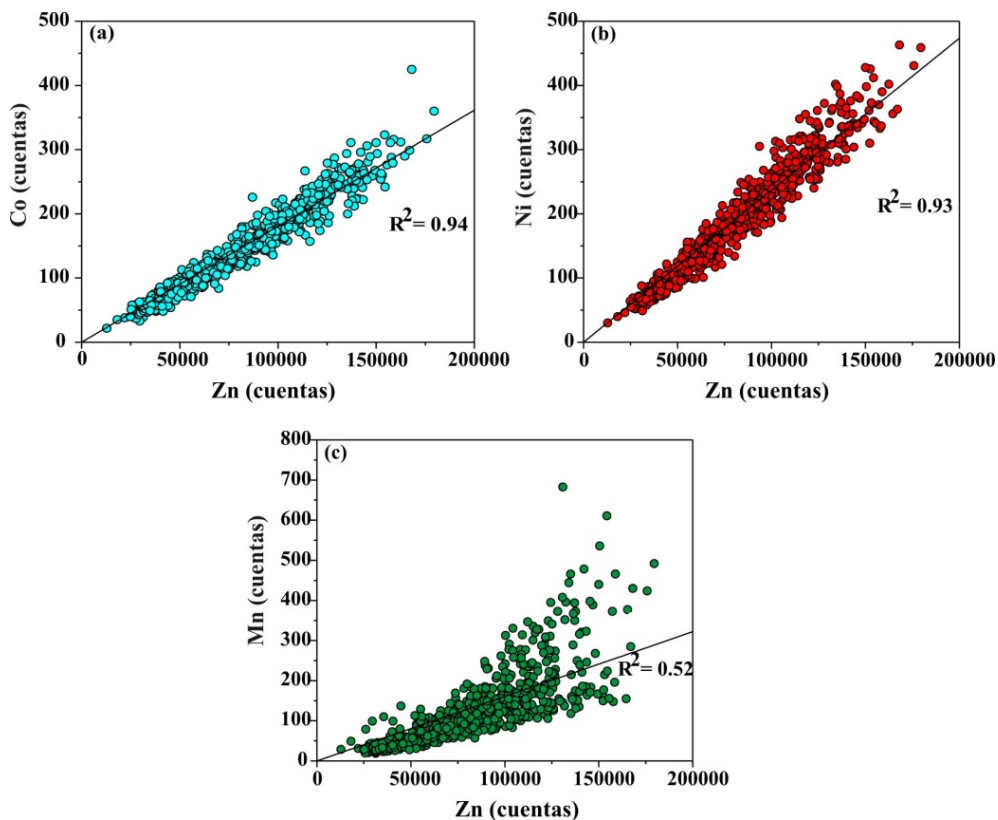 (a)
500
400
300
200
100
0
Co (cuentas)
R² = 0.94
0 50000 100000 150000 200000
Zn (cuentas)
(b)
500
400
300
200
100
0
Ni (cuentas)
R² = 0.93
0 50000 100000 150000 200000
Zn (cuentas)
(c)
800
700
600
500
400
300
200
100
0
Mn (cuentas)
R² = 0.52
0 50000 100000 150000 200000
Zn (cuentas)